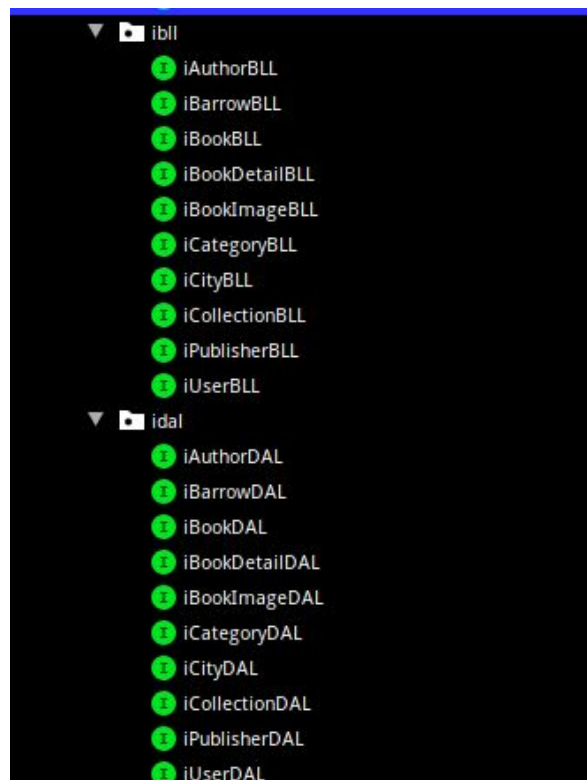 ibll
iAuthorBLL
iBarrowBLL
iBookBLL
iBookDetailBLL
iBookImageBLL
iCategoryBLL
iCityBLL
iCollectionBLL
iPublisherBLL
iUserBLL
idal
iAuthorDAL
iBarrowDAL
iBookDAL
iBookDetailDAL
iBookImageDAL
iCategoryDAL
iCityDAL
iCollectionDAL
iPublisherDAL
iUserDAL